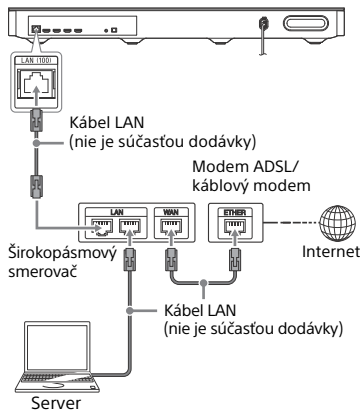 LAN (100)
Kábel LAN
(nie je súčasťou dodávky)
Modem ADSL/
káblový modem
LAN
WAN
ETHER
Širokopásmový
smerovač
Internet
Kábel LAN
(nie je súčasťou dodávky)
Server